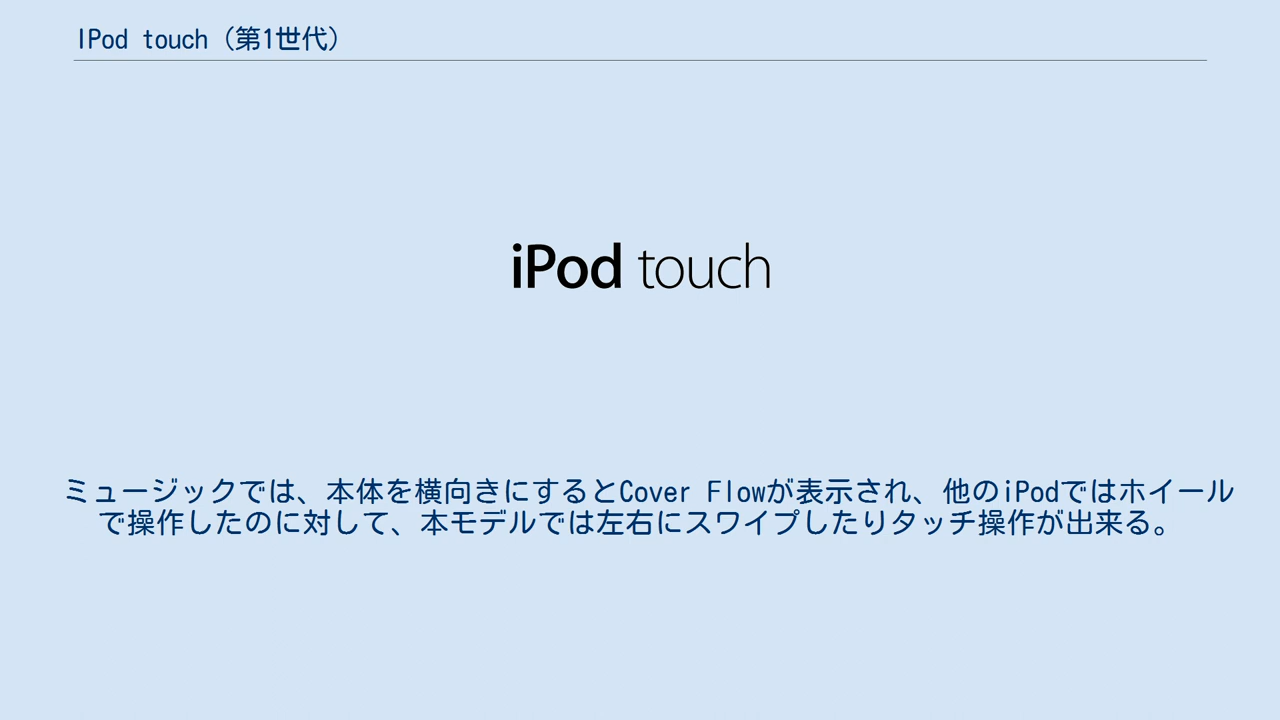 IPod touch（第1世代）
iPod touch
ミュージックでは、本体を横向きにするとCover Flowが表示され、他のiPodではホイール
で操作したのに対して、本モデルでは左右にスワイプしたりタッチ操作が出来る。